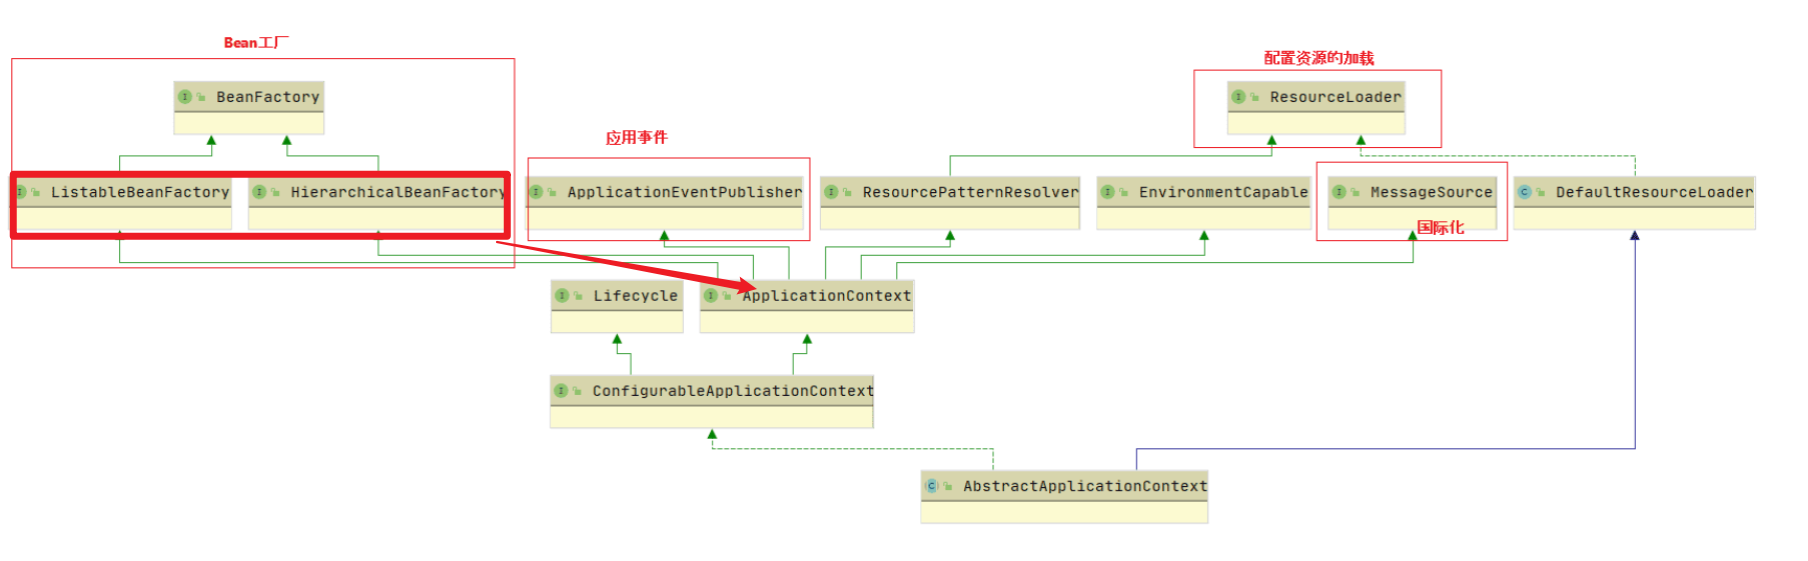 Bean工厂
配置资源的加载
BeanFactory
ResourceLoader
应用事件
ListableBeanFactory
HierarchicalBeanFactory
ApplicationEventPublisher
ResourcePatternResolver
EnvironmentCapable
MessageSource
DefaultResourceLoader
国际化
Lifecycle
ApplicationContext
ConfigurableApplicationContext
AbstractApplicationContext